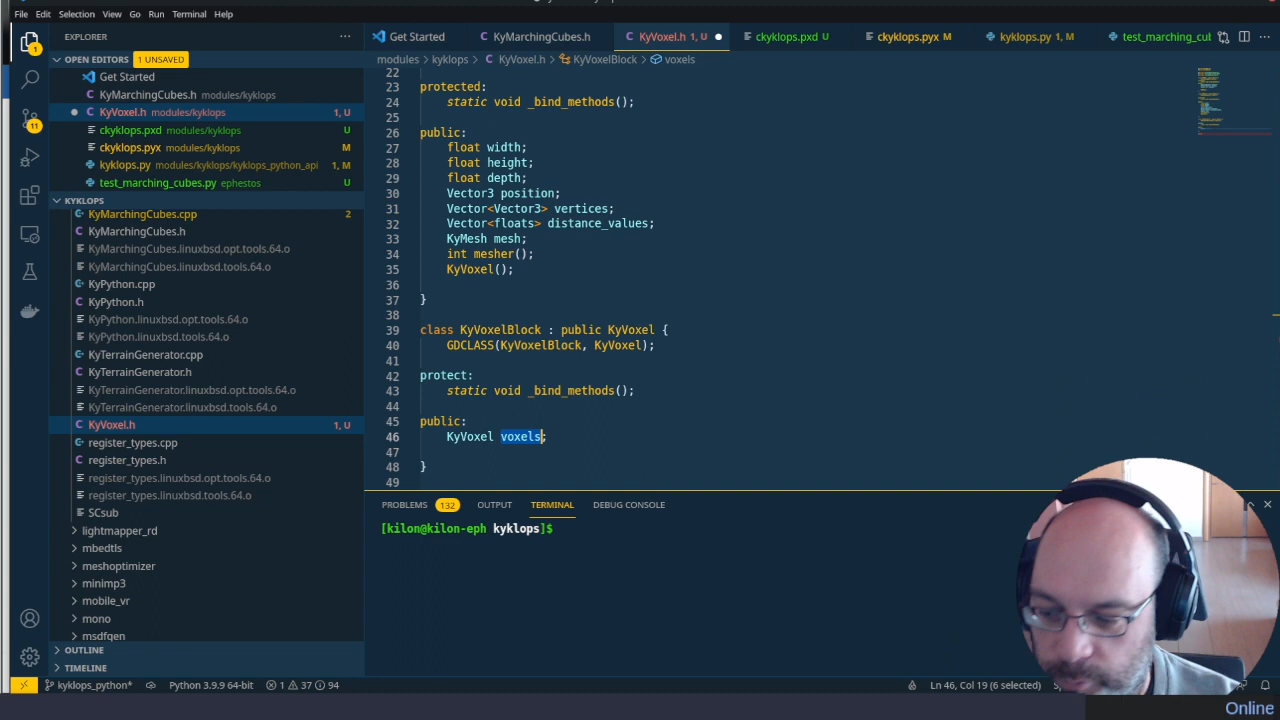 File Edit Selection View Go Run Terminal Help
EXPLORER ...
Get Started KyMarchingCubes.h KyVoxel.h 1, U ckyklops.pxd U ckyklops.pyx M kyklops.py 1, M test_marching_cub
OPEN EDITORS 1 UNSAVED
modules > kyklops > KyVoxel.h > KyVoxelBlock > voxels
Get Started
KyMarchingCubes.h modules/kyklops
KyVoxel.h modules/kyklops 1, U
ckyklops.pxd modules/kyklops U
ckyklops.pyx modules/kyklops M
kyklops.py modules/kyklops/kyklops_python_api 1, M
test_marching_cubes.py ephestos U
KYKLOPS
KyMarchingCubes.cpp 2
KyMarchingCubes.h
KyMarchingCubes.linuxbsd.opt.tools.64.o
KyMarchingCubes.linuxbsd.tools.64.o
KyPython.cpp
KyPython.h
KyPython.linuxbsd.opt.tools.64.o
KyPython.linuxbsd.tools.64.o
KyTerrainGenerator.cpp
KyTerrainGenerator.h
KyTerrainGenerator.linuxbsd.opt.tools.64.o
KyTerrainGenerator.linuxbsd.tools.64.o
KyVoxel.h 1, U
register_types.cpp
register_types.h
register_types.linuxbsd.opt.tools.64.o
register_types.linuxbsd.tools.64.o
SCsub
lightmapper_rd
mbedtls
meshoptimizer
minimp3
mobile_vr
mono
msdfgen
OUTLINE
TIMELINE
1
11
22
23 protected:
24 static void _bind_methods();
25
26 public:
27 float width;
28 float height;
29 float depth;
30 Vector3 position;
31 Vector<Vector3> vertices;
32 Vector<floats> distance_values;
33 KyMesh mesh;
34 int mesher();
35 KyVoxel();
36
37 }
38
39 class KyVoxelBlock : public KyVoxel {
40 GDCLASS(KyVoxelBlock, KyVoxel);
41
42 protect:
43 static void _bind_methods();
44
45 public:
46 KyVoxel voxels;
47
48 }
49
PROBLEMS 132 OUTPUT TERMINAL DEBUG CONSOLE
[kilon@kilon-eph kyklops]$
kyklops_python* Python 3.9.9 64-bit 1 37 94 Ln 46, Col 19 (6 selected)
Online